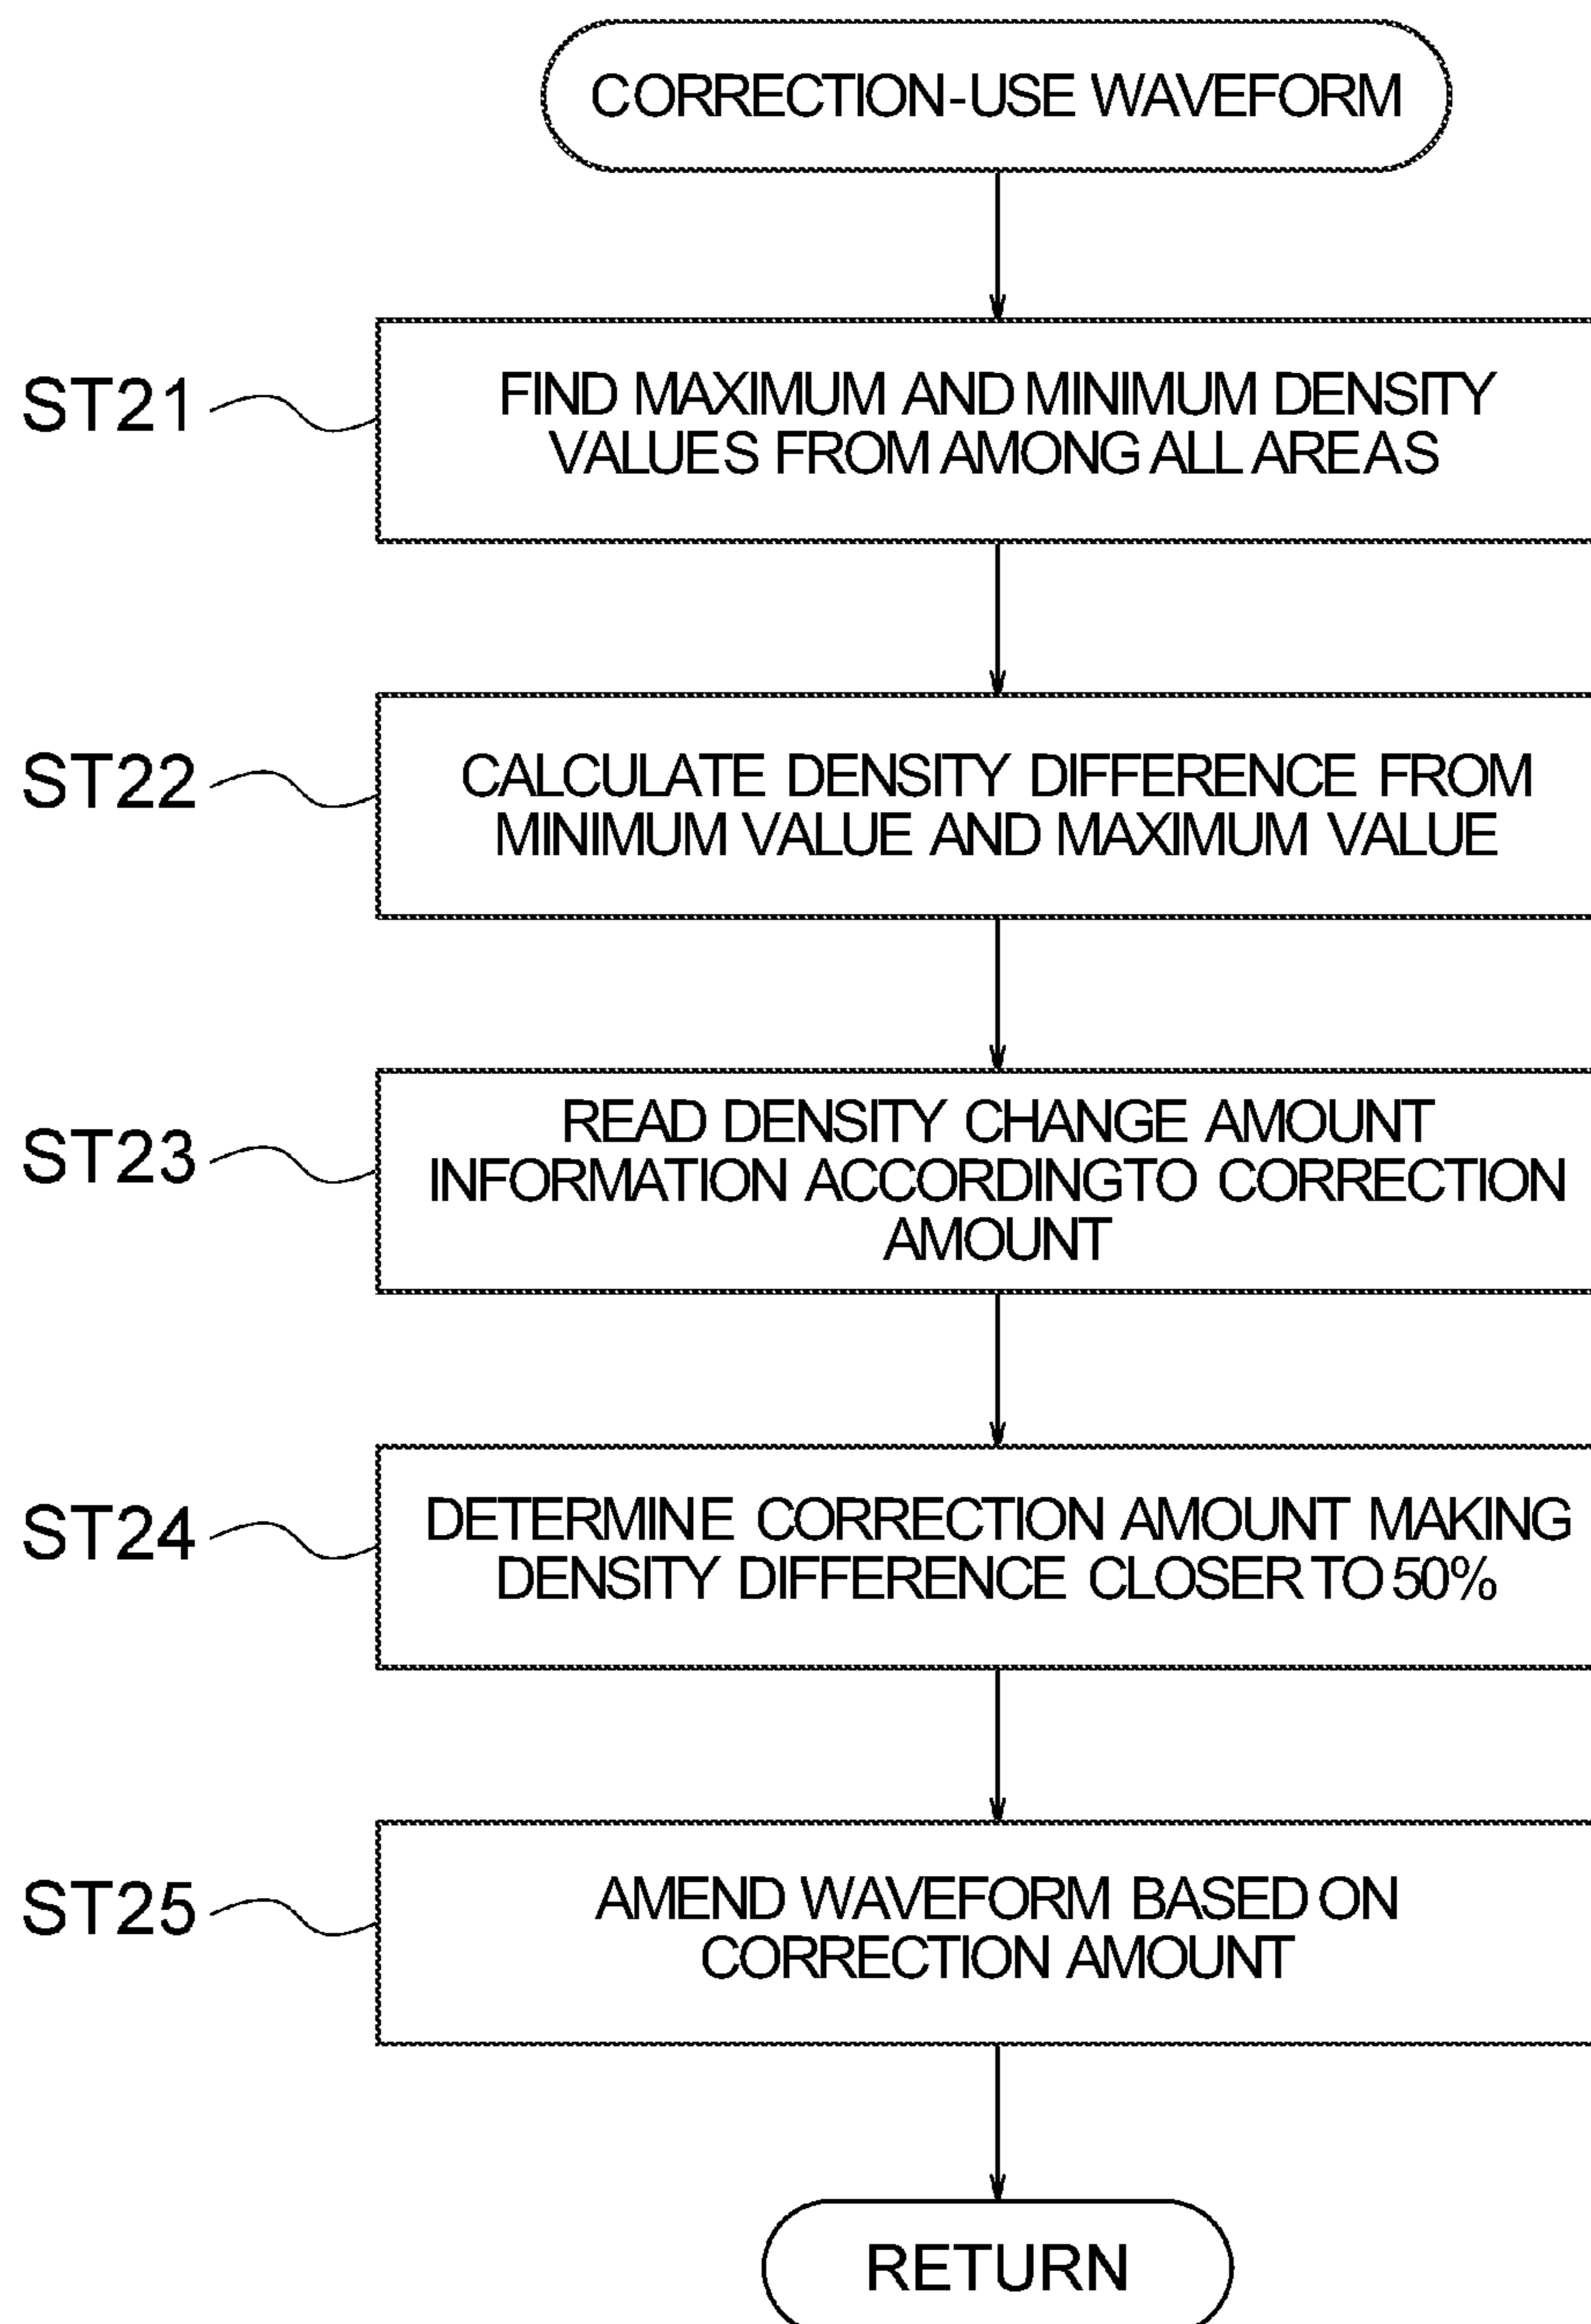 CORRECTION-USE WAVEFORM
ST21
FIND MAXIMUM AND MINIMUM DENSITY
VALUES FROM AMONG ALL AREAS
ST22
CALCULATE DENSITY DIFFERENCE FROM
MINIMUM VALUE AND MAXIMUM VALUE
ST23
READ DENSITY CHANGE AMOUNT
INFORMATION ACCORDING TO CORRECTION
AMOUNT
ST24
DETERMINE CORRECTION AMOUNT MAKING
DENSITY DIFFERENCE CLOSER TO 50%
ST25
AMEND WAVEFORM BASED ON
CORRECTION AMOUNT
RETURN